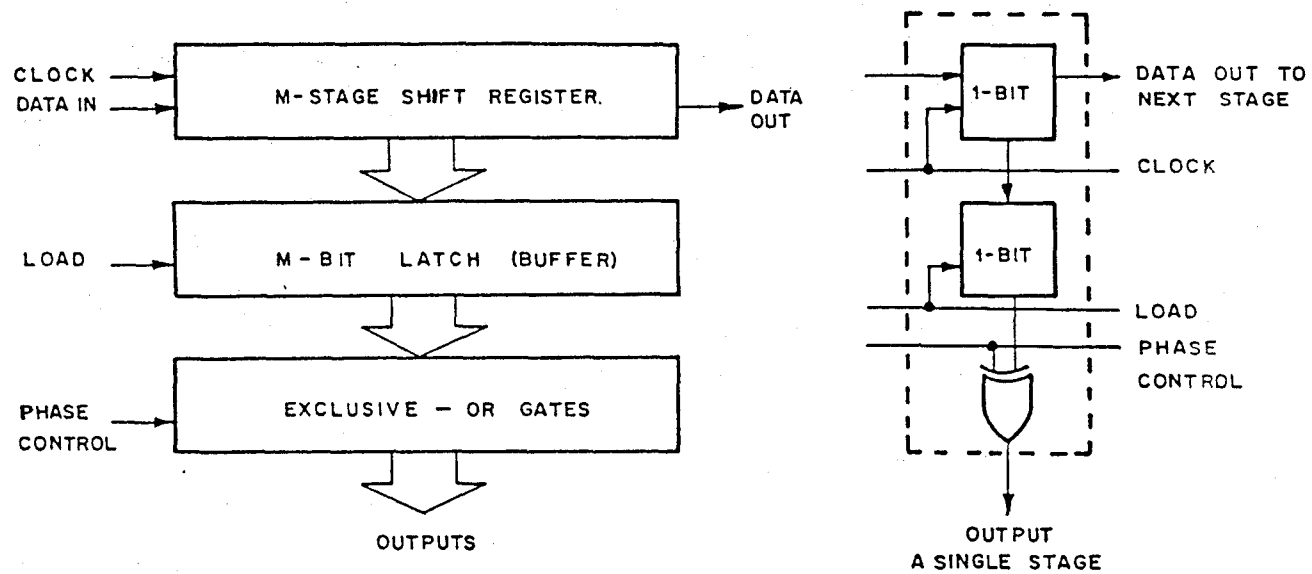 CLOCK
DATA IN
M-STAGE SHIFT REGISTER.
DATA
OUT
LOAD
M-BIT LATCH (BUFFER)
PHASE
CONTROL
EXCLUSIVE - OR GATES
OUTPUTS
1-BIT
DATA OUT TO
NEXT STAGE
CLOCK
1-BIT
LOAD
PHASE
CONTROL
OUTPUT
A SINGLE STAGE